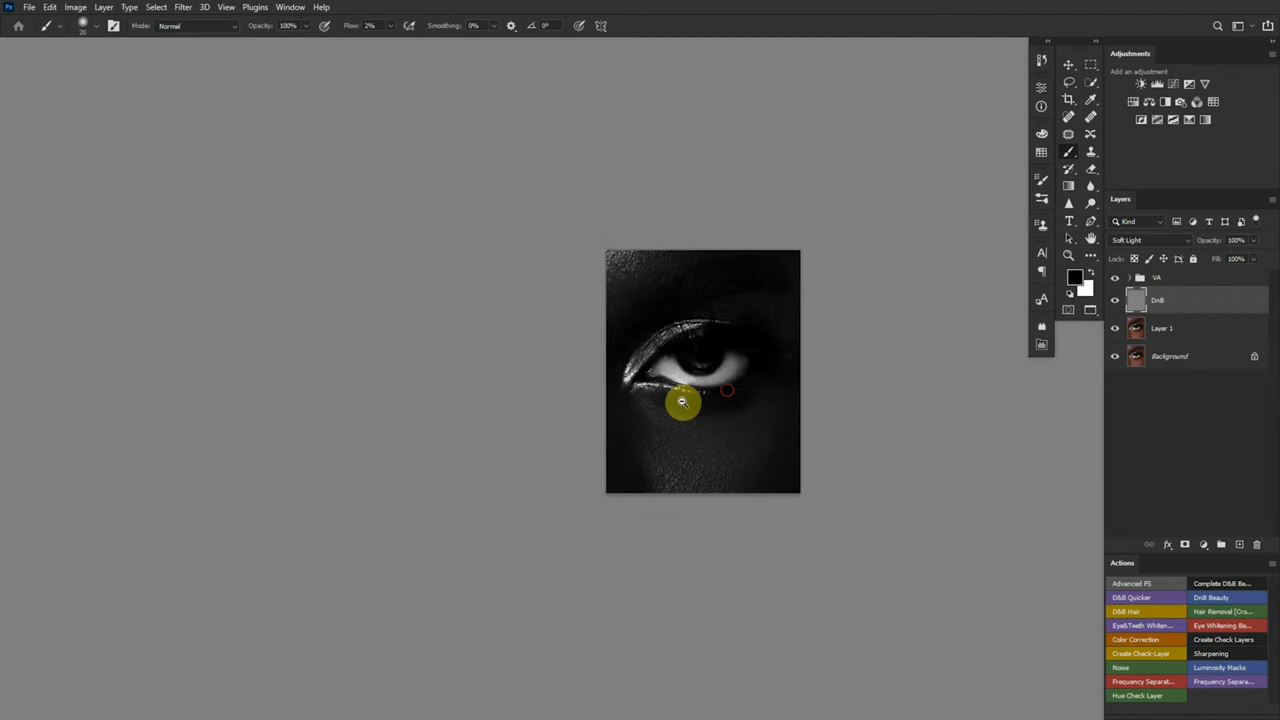 Ps File Edit Image Layer Type Select Filter 3D View Plugins Window Help
20 Mode: Normal Opacity: 100% Flow: 2% Smoothing: 0% 0°
Adjustments
Add an adjustment
Layers
Kind
Soft Light Opacity: 100%
Lock: Fill: 100%
VA
DnB
Layer 1
Background
Actions
Advanced PS Complete D&B Be...
D&B Quicker DnB Beauty
D&B Hair Hair Removal [Cro...
Eye&Teeth Whiten... Eye Whitening Be...
Color Correction Create Check Layers
Create Check-Layer Sharpening
Noise Luminosity Masks
Frequency Separat... Frequency Separa...
Hue Check Layer